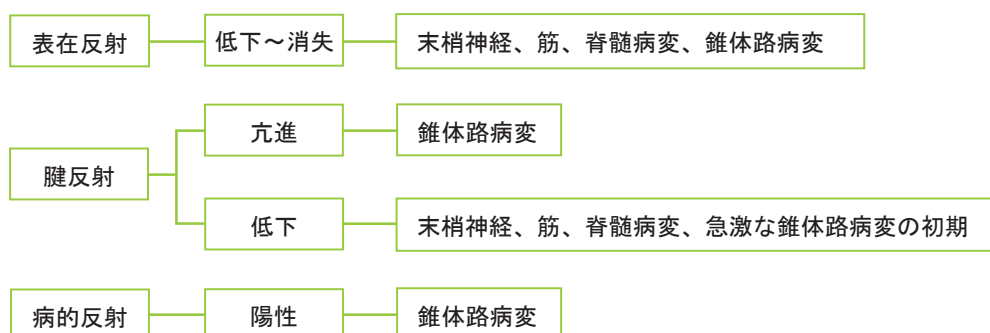 表在反射 低下～消失 末梢神経、筋、脊髄病変、錐体路病変
亢進 錐体路病変
腱反射
低下 末梢神経、筋、脊髄病変、急激な錐体路病変の初期
病的反射 陽性 錐体路病変